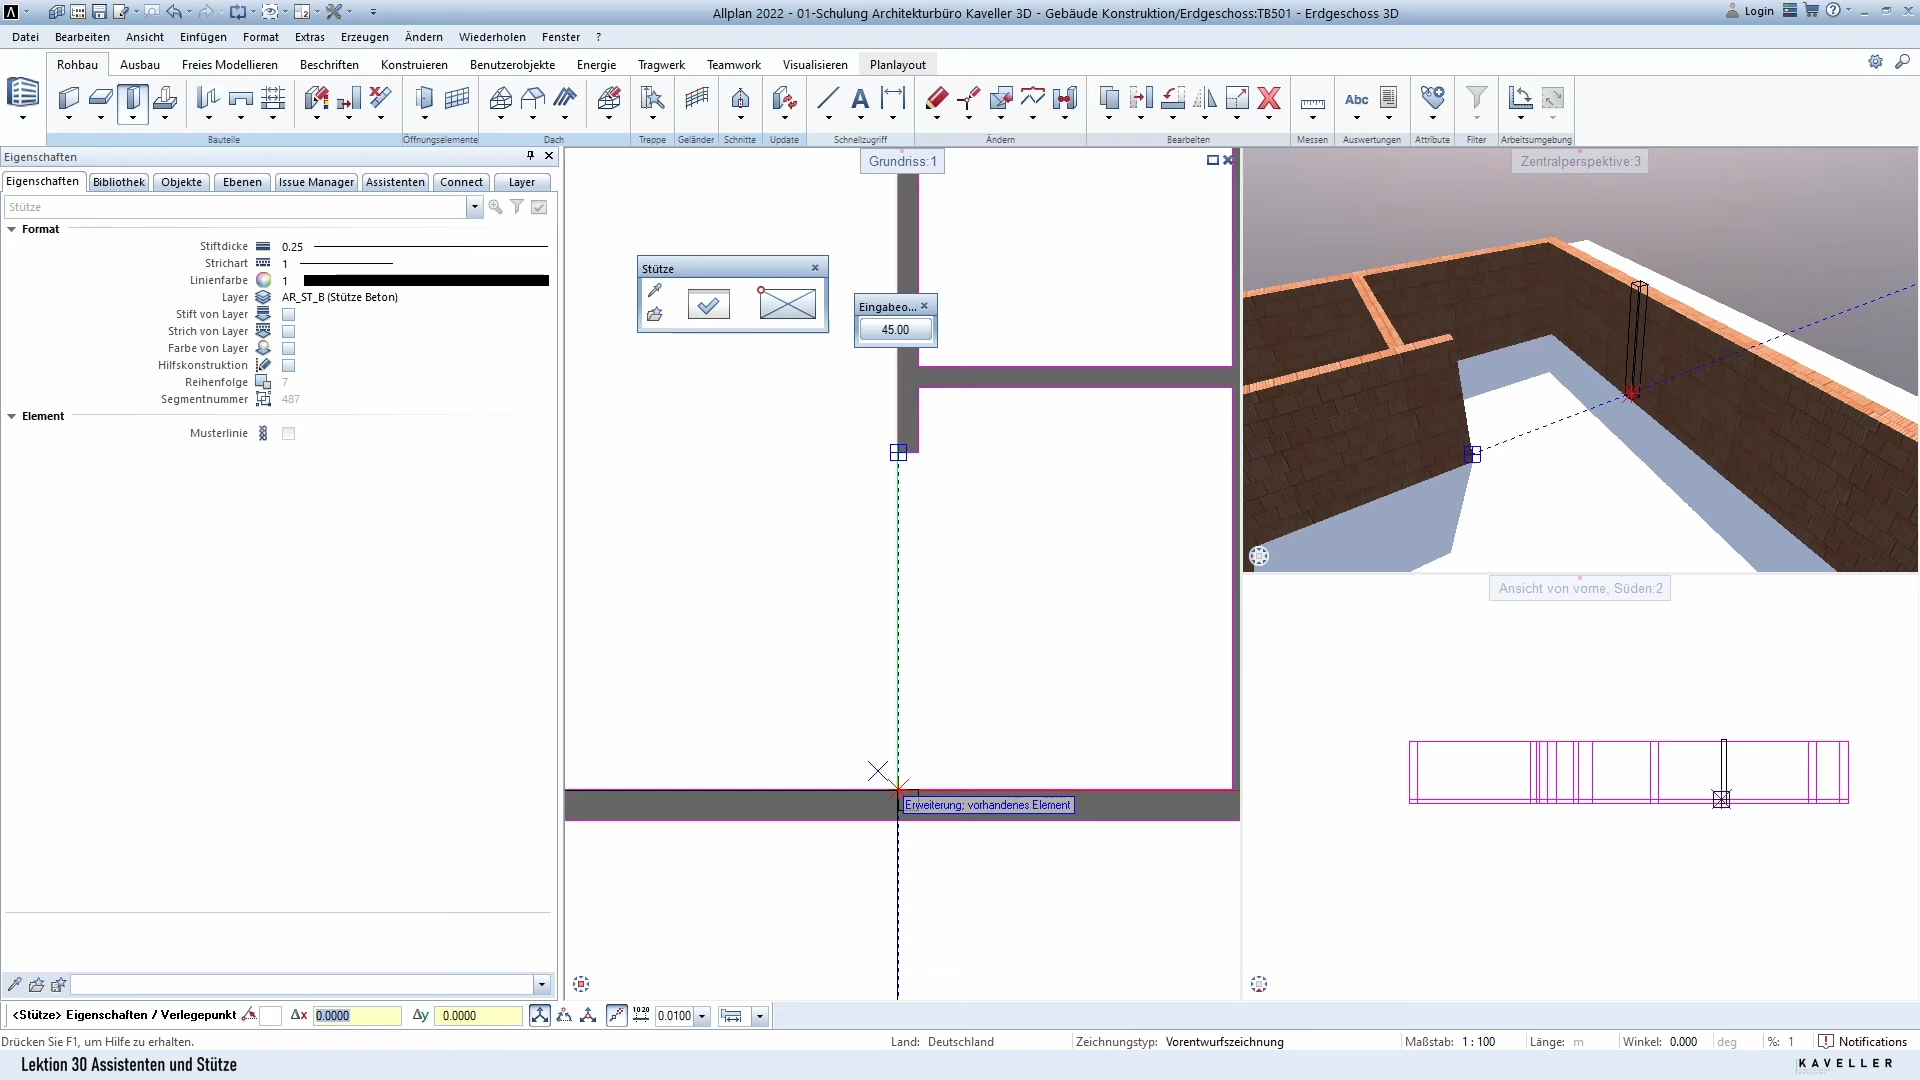 Allplan 2022 - 01-Schulung Architekturbüro Kaveller 3D - Gebäude Konstruktion/Erdgeschoss:TB501 - Erdgeschoss 3D
Login
Datei Bearbeiten Ansicht Einfügen Format Extras Erzeugen Ändern Wiederholen Fenster ?
Rohbau Ausbau Freies Modellieren Beschriften Konstruieren Benutzerobjekte Energie Tragwerk Teamwork Visualisieren Planlayout
Abc
Bauteile Öffnungselemente Dach Treppe Geländer Schnitte Update Schnellzugriff Ändern Bearbeiten Messen Auswertungen Attribute Filter Arbeitsumgebung
Eigenschaften
Eigenschaften Bibliothek Objekte Ebenen Issue Manager Assistenten Connect Layer
Stütze
Format
Stiftdicke 0.25
Strichart 1
Linienfarbe 1
Layer AR_ST_B (Stütze Beton)
Stift von Layer
Strich von Layer
Farbe von Layer
Hilfskonstruktion
Reihenfolge 7
Segmentnummer 487
Element
Musterlinie
Grundriss:1
Stütze
Eingabeo...
45.00
Erweiterung; vorhandenes Element
Zentralperspektive:3
Ansicht von vorne, Süden:2
<Stütze> Eigenschaften / Verlegepunkt Δx 0.0000 Δy 0.0000 10 20 0.0100
Drücken Sie F1, um Hilfe zu erhalten. Land: Deutschland Zeichnungstyp: Vorentwurfszeichnung Maßstab: 1 : 100 Länge: m Winkel: 0.000 deg %: 1 Notifications
Lektion 30 Assistenten und Stütze
KAVELLER